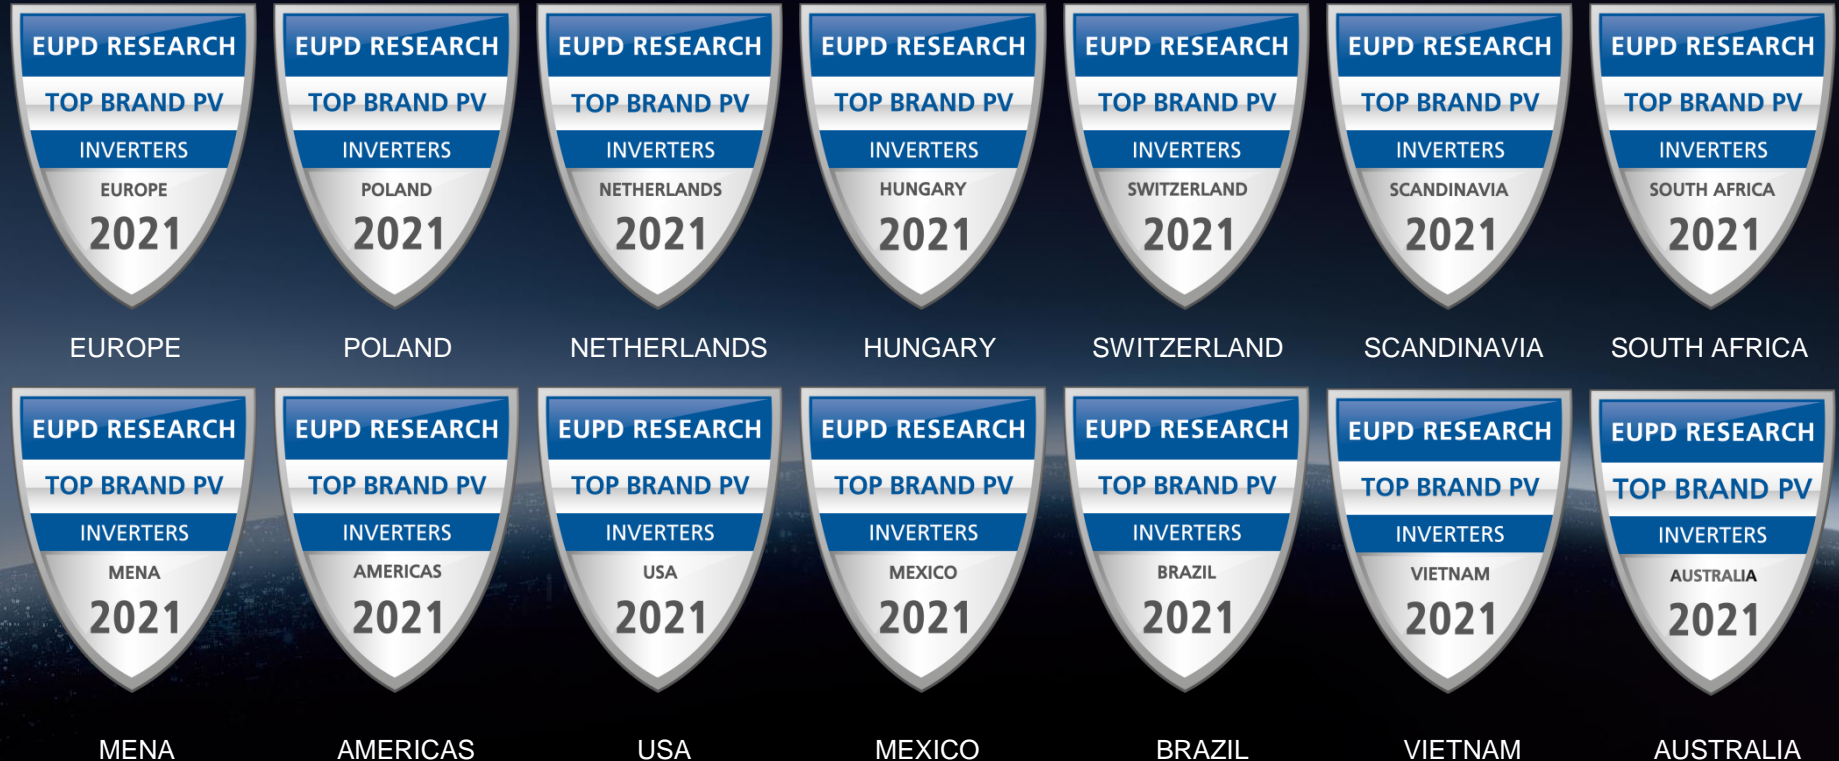 EUPD RESEARCH
TOP BRAND PV
INVERTERS
EUROPE
2021
EUPD RESEARCH
TOP BRAND PV
INVERTERS
POLAND
2021
EUPD RESEARCH
TOP BRAND PV
INVERTERS
NETHERLANDS
2021
EUPD RESEARCH
TOP BRAND PV
INVERTERS
HUNGARY
2021
EUPD RESEARCH
TOP BRAND PV
INVERTERS
SWITZERLAND
2021
EUPD RESEARCH
TOP BRAND PV
INVERTERS
SCANDINAVIA
2021
EUPD RESEARCH
TOP BRAND PV
INVERTERS
SOUTH AFRICA
2021
EUROPE
POLAND
NETHERLANDS
HUNGARY
SWITZERLAND
SCANDINAVIA
SOUTH AFRICA
EUPD RESEARCH
TOP BRAND PV
INVERTERS
MENA
2021
EUPD RESEARCH
TOP BRAND PV
INVERTERS
AMERICAS
2021
EUPD RESEARCH
TOP BRAND PV
INVERTERS
USA
2021
EUPD RESEARCH
TOP BRAND PV
INVERTERS
MEXICO
2021
EUPD RESEARCH
TOP BRAND PV
INVERTERS
BRAZIL
2021
EUPD RESEARCH
TOP BRAND PV
INVERTERS
VIETNAM
2021
EUPD RESEARCH
TOP BRAND PV
INVERTERS
AUSTRALIA
2021
MENA
AMERICAS
USA
MEXICO
BRAZIL
VIETNAM
AUSTRALIA